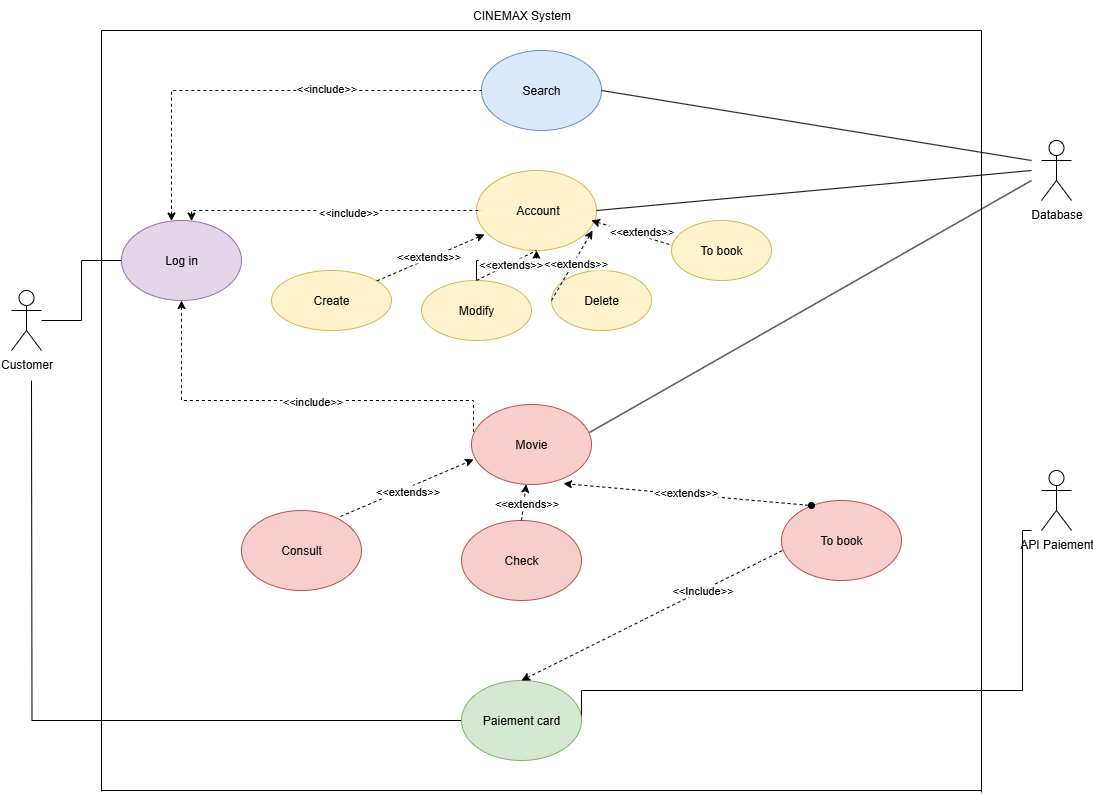 CINEMAX System
<<include>>
Search
Database
<<include>>
Account
<<extends>>
To book
Log in
<<extends>>
<<extends>>
<<extends>>
Create
Modify
Delete
Customer
<<include>>
Movie
<<extends>>
<<extends>>
<<extends>>
Consult
Check
To book
API Paiement
<<Include>>
Paiement card